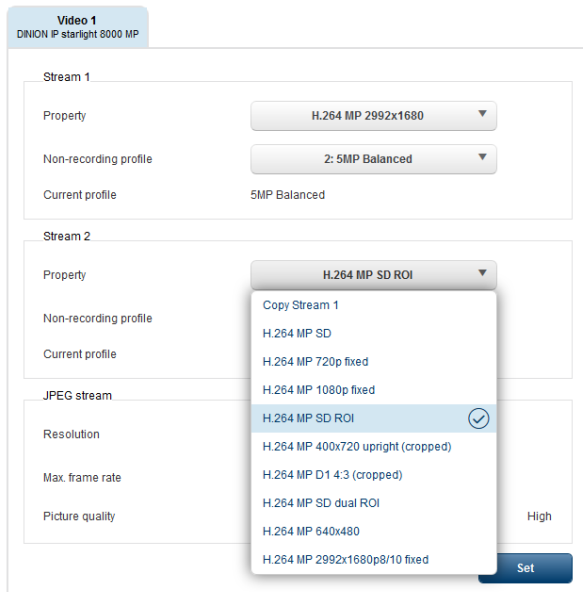 Video 1
DINION IP starlight 8000 MP
Stream 1
Property
H.264 MP 2992x1680
Non-recording profile
2: 5MP Balanced
Current profile
5MP Balanced
Stream 2
Property
H.264 MP SD ROI
Non-recording profile
Current profile
Copy Stream 1
H.264 MP SD
H.264 MP 720p fixed
H.264 MP 1080p fixed
H.264 MP SD ROI
H.264 MP 400x720 upright (cropped)
H.264 MP D1 4:3 (cropped)
H.264 MP SD dual ROI
H.264 MP 640x480
H.264 MP 2992x1680p8/10 fixed
JPEG stream
Resolution
Max. frame rate
Picture quality
High
Set